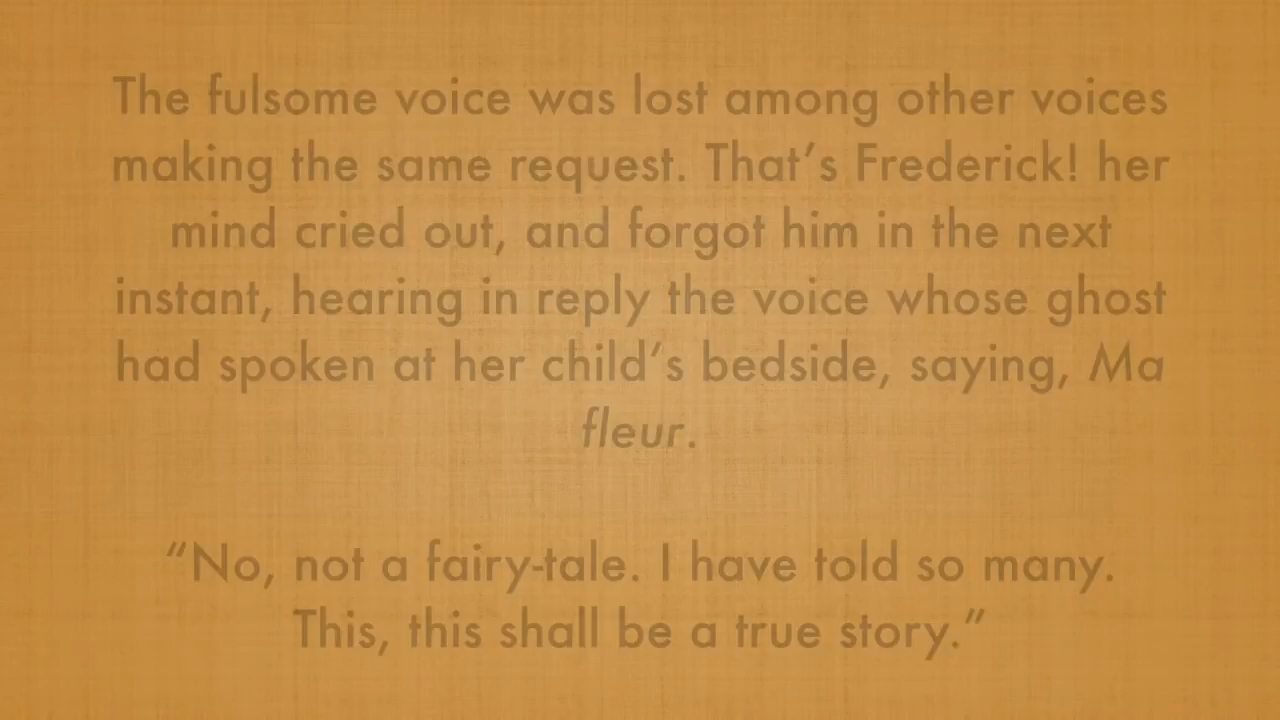 The fulsome voice was lost among other voices
making the same request. That’s Frederick! her
mind cried out, and forgot him in the next
instant, hearing in reply the voice whose ghost
had spoken at her child’s bedside, saying, Ma
fleur.
“No, not a fairy-tale. I have told so many.
This, this shall be a true story.”